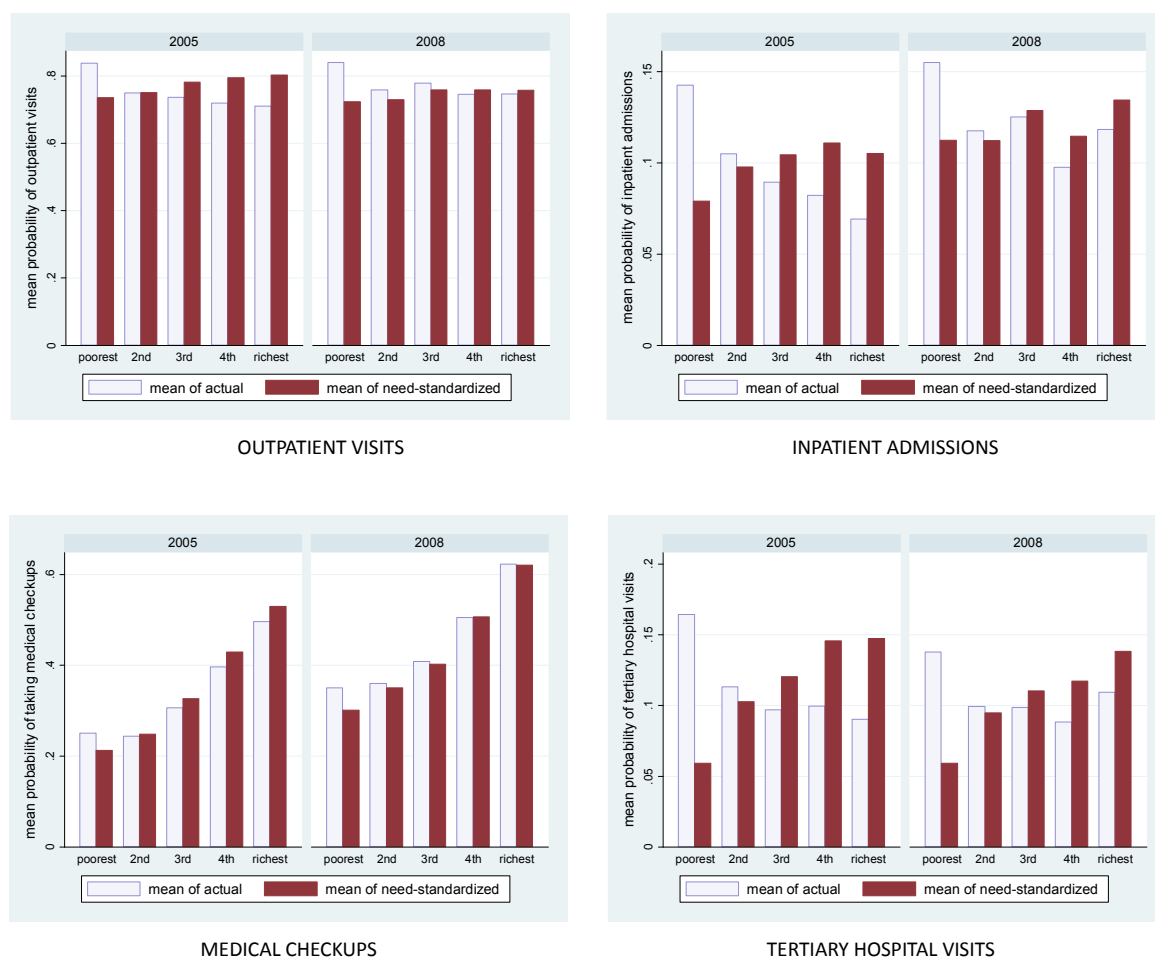 2005 2008
mean probability of outpatient visits
.8
.6
.4
.2
0
poorest 2nd 3rd 4th richest poorest 2nd 3rd 4th richest
mean of actual mean of need-standardized
OUTPATIENT VISITS
2005 2008
mean probability of inpatient admissions
.15
.1
.05
0
poorest 2nd 3rd 4th richest poorest 2nd 3rd 4th richest
mean of actual mean of need-standardized
INPATIENT ADMISSIONS
2005 2008
mean probability of taking medical checkups
.6
.4
.2
0
poorest 2nd 3rd 4th richest poorest 2nd 3rd 4th richest
mean of actual mean of need-standardized
MEDICAL CHECKUPS
2005 2008
mean probability of tertiary hospital visits
.2
.15
.1
.05
0
poorest 2nd 3rd 4th richest poorest 2nd 3rd 4th richest
mean of actual mean of need-standardized
TERTIARY HOSPITAL VISITS